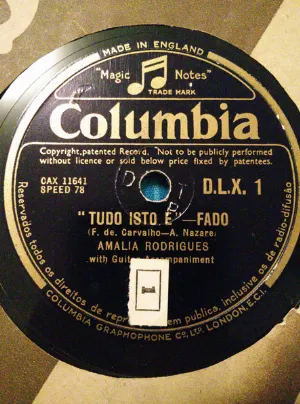 MADE IN ENGLAND
"Magic Notes"
TRADE MARK
Columbia
Copyright, patented Record. Not to be publicly performed
without licence or sold below price fixed by patentees.
CAX 11641
SPEED 78
D.L.X. 1
"TUDO ISTO E —FADO
(F. de Carvalho—A. Nazare)
AMALIA RODRIGUES
with Guitar Accompaniment
Reservados todos os direitos de em publico, inclusive os de radio-difusão
COLUMBIA GRAPHOPHONE CO. LTD. LONDON, E.C.1.